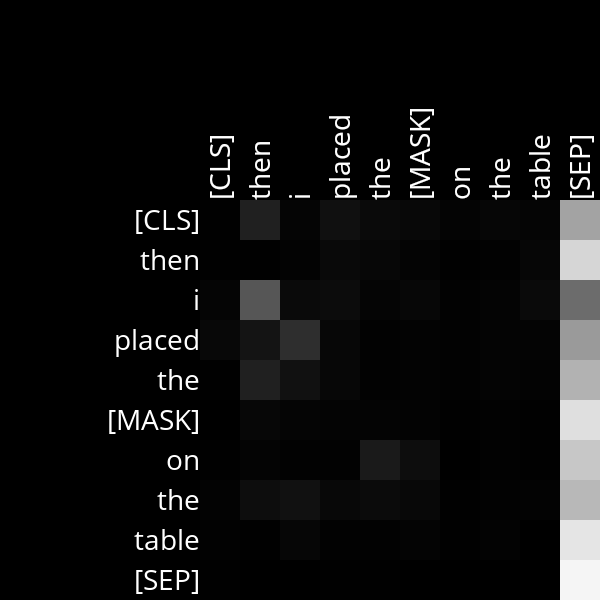 [CLS] then i placed the [MASK] on the table [SEP]
[CLS]
then
i
placed
the
[MASK]
on
the
table
[SEP]